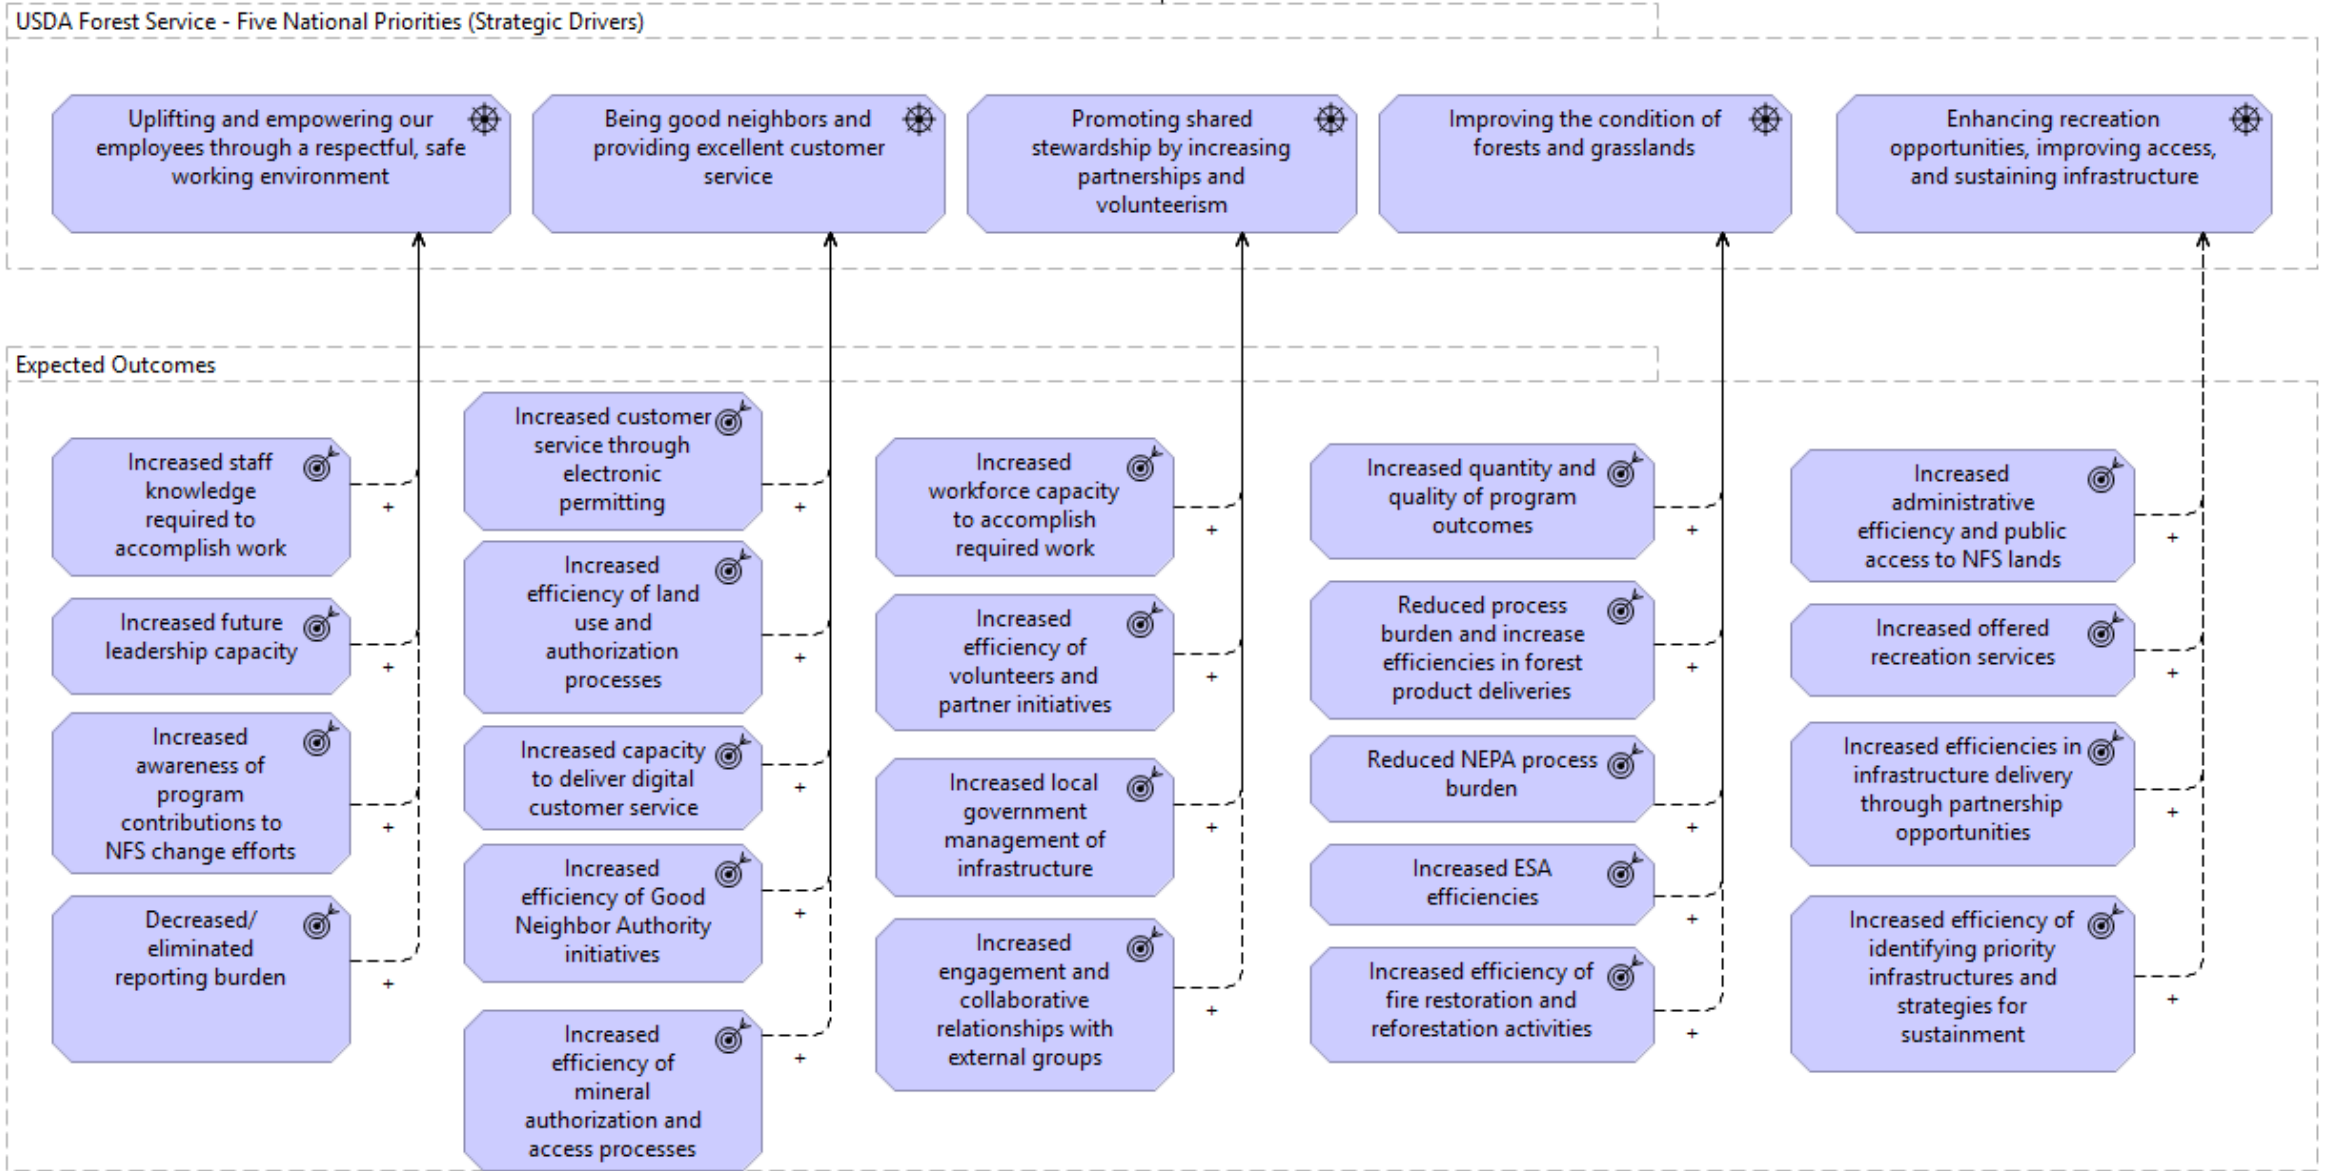 USDA Forest Service - Five National Priorities (Strategic Drivers)
Uplifting and empowering our
employees through a respectful, safe
working environment
Being good neighbors and
providing excellent customer
service
Promoting shared
stewardship by increasing
partnerships and
volunteerism
Improving the condition of
forests and grasslands
Enhancing recreation
opportunities, improving access,
and sustaining infrastructure
Expected Outcomes
Increased staff
knowledge
required to
accomplish work
+
Increased future
leadership capacity
+
Increased
awareness of
program
contributions to
NFS change efforts
+
Decreased/
eliminated
reporting burden
+
Increased customer
service through
electronic
permitting
+
Increased
efficiency of land
use and
authorization
processes
+
Increased capacity
to deliver digital
customer service
+
Increased
efficiency of Good
Neighbor Authority
initiatives
+
Increased
efficiency of
mineral
authorization and
access processes
+
Increased
workforce capacity
to accomplish
required work
+
Increased
efficiency of
volunteers and
partner initiatives
+
Increased local
government
management of
infrastructure
+
Increased
engagement and
collaborative
relationships with
external groups
+
Increased quantity and
quality of program
outcomes
+
Reduced process
burden and increase
efficiencies in forest
product deliveries
+
Reduced NEPA process
burden
+
Increased ESA
efficiencies
+
Increased efficiency of
fire restoration and
reforestation activities
+
Increased
administrative
efficiency and public
access to NFS lands
+
Increased offered
recreation services
+
Increased efficiencies in
infrastructure delivery
through partnership
opportunities
+
Increased efficiency of
identifying priority
infrastructures and
strategies for
sustainment
+